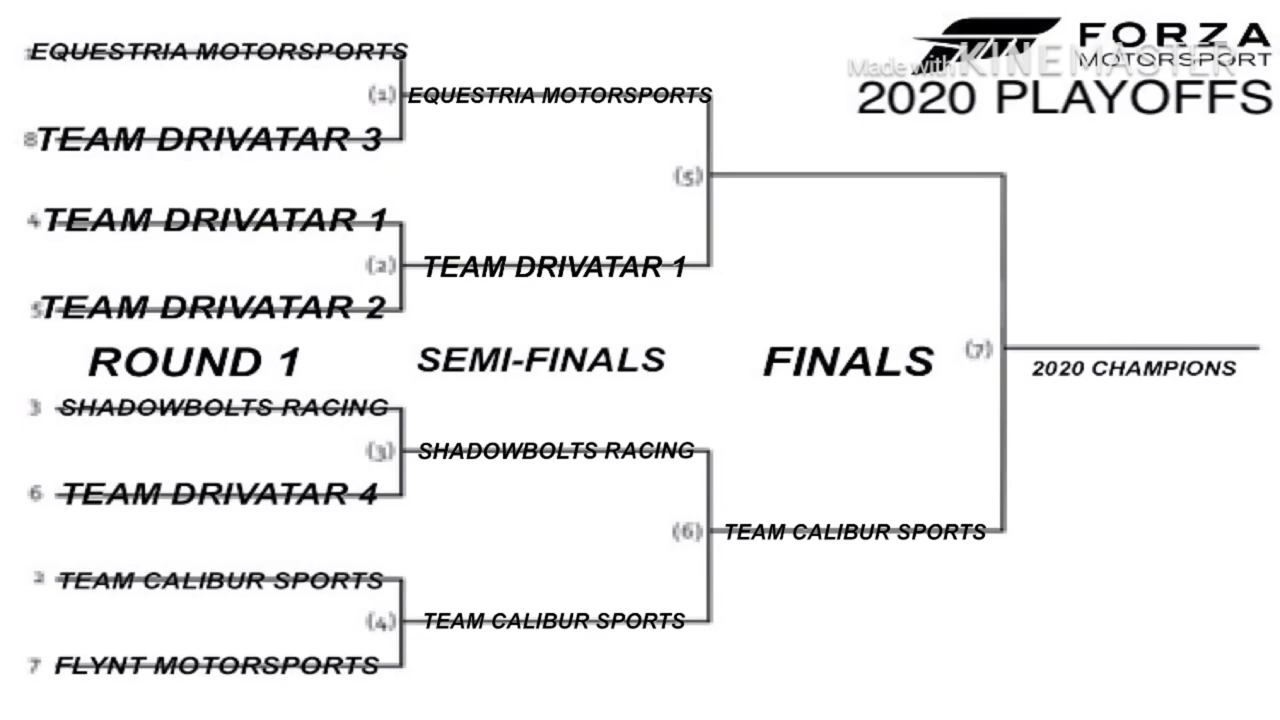 FORZA
MOTORSPORT
Made with KINEMASTER
2020 PLAYOFFS
1 EQUESTRIA MOTORSPORTS
(1) EQUESTRIA MOTORSPORTS
8 TEAM DRIVATAR 3
(5)
4 TEAM DRIVATAR 1
(2) TEAM DRIVATAR 1
5 TEAM DRIVATAR 2
ROUND 1 SEMI-FINALS FINALS (7)
2020 CHAMPIONS
3 SHADOWBOLTS RACING
(3) SHADOWBOLTS RACING
6 TEAM DRIVATAR 4
(6) TEAM CALIBUR SPORTS
2 TEAM CALIBUR SPORTS
(4) TEAM CALIBUR SPORTS
7 FLYNT MOTORSPORTS